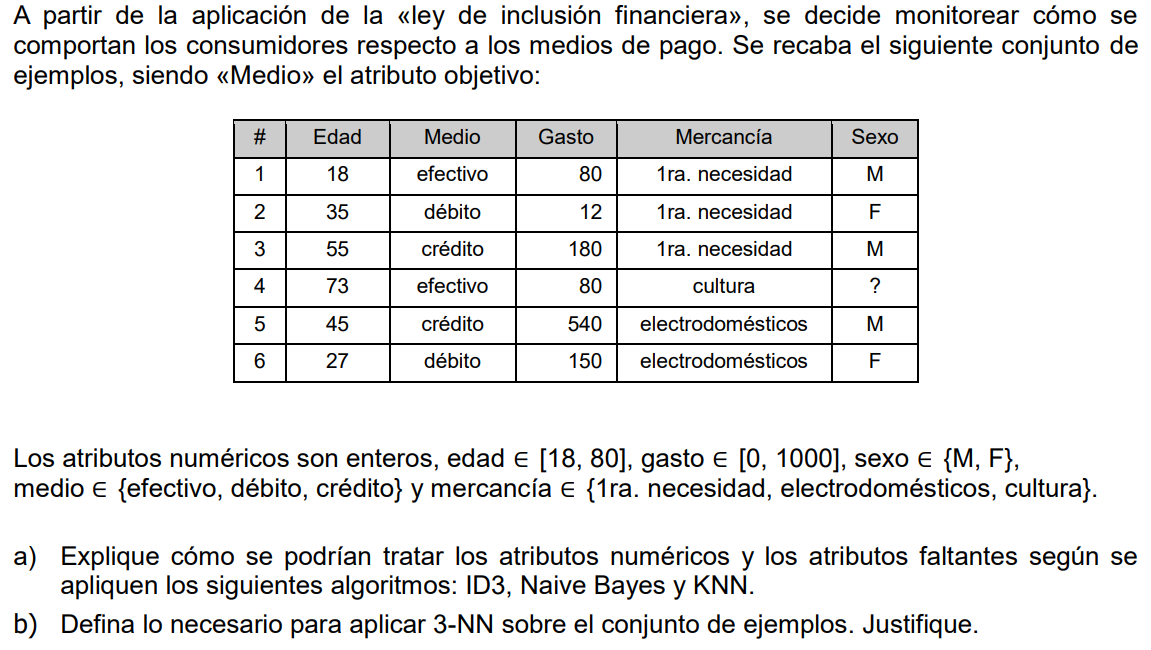 A partir de la aplicación de la «ley de inclusión financiera», se decide monitorear cómo se
comportan los consumidores respecto a los medios de pago. Se recaba el siguiente conjunto de
ejemplos, siendo «Medio» el atributo objetivo:
# Edad Medio Gasto Mercancía Sexo
1 18 efectivo 80 1ra. necesidad M
2 35 débito 12 1ra. necesidad F
3 55 crédito 180 1ra. necesidad M
4 73 efectivo 80 cultura ?
5 45 crédito 540 electrodomésticos M
6 27 débito 150 electrodomésticos F
Los atributos numéricos son enteros, edad ∈ [18, 80], gasto ∈ [0, 1000], sexo ∈ {M, F},
medio ∈ {efectivo, débito, crédito} y mercancía ∈ {1ra. necesidad, electrodomésticos, cultura}.
a) Explique cómo se podrían tratar los atributos numéricos y los atributos faltantes según se
apliquen los siguientes algoritmos: ID3, Naive Bayes y KNN.
b) Defina lo necesario para aplicar 3-NN sobre el conjunto de ejemplos. Justifique.